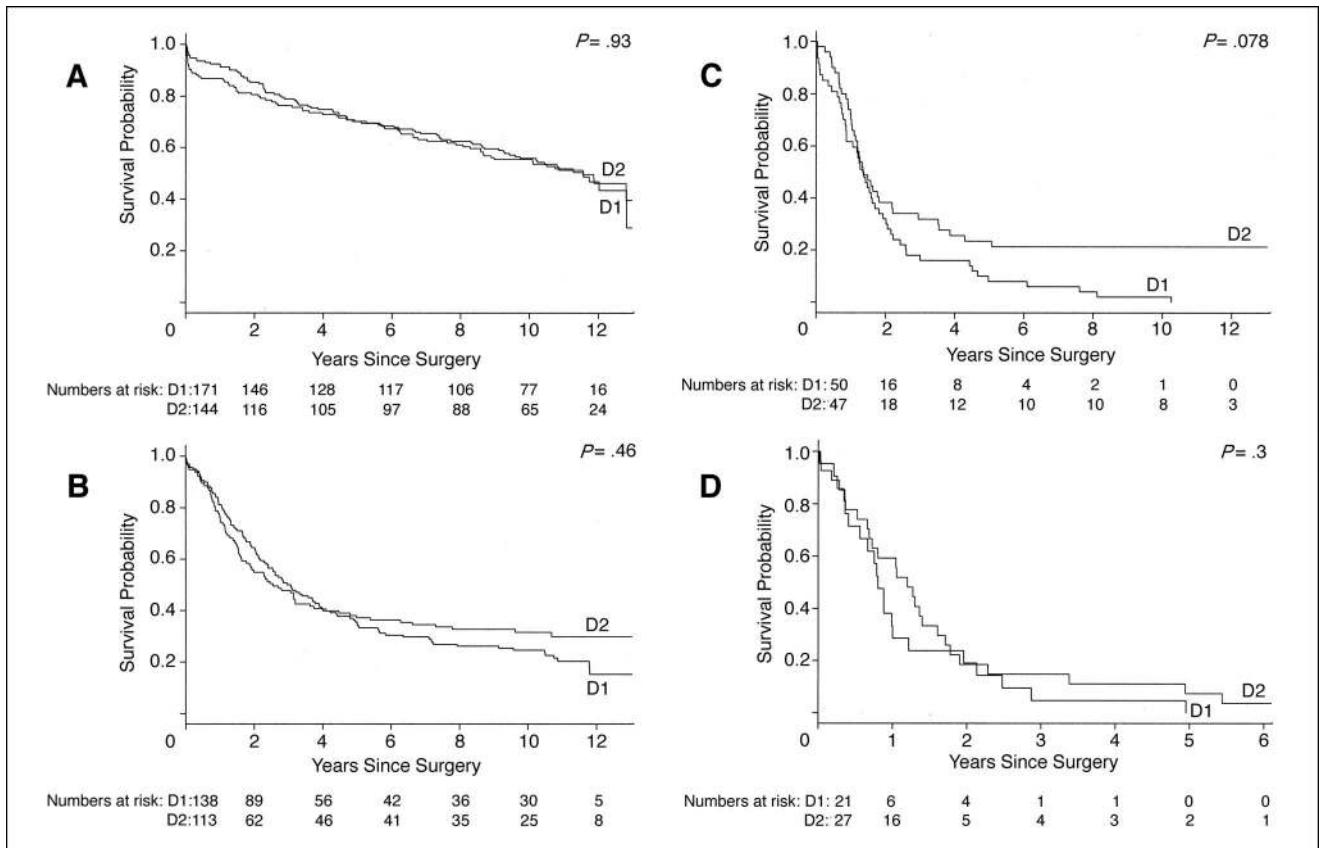 A
P= .93
Survival Probability
1.0
0.8
0.6
0.4
0.2
D2
D1
0 2 4 6 8 10 12
Years Since Surgery
Numbers at risk: D1:171 146 128 117 106 77 16
D2:144 116 105 97 88 65 24
B
P= .46
Survival Probability
1.0
0.8
0.6
0.4
0.2
D2
D1
0 2 4 6 8 10 12
Years Since Surgery
Numbers at risk: D1:138 89 56 42 36 30 5
D2:113 62 46 41 35 25 8
C
P= .078
Survival Probability
1.0
0.8
0.6
0.4
0.2
D2
D1
0 2 4 6 8 10 12
Years Since Surgery
Numbers at risk: D1: 50 16 8 4 2 1 0
D2: 47 18 12 10 10 8 3
D
P= .3
Survival Probability
1.0
0.8
0.6
0.4
0.2
D2
D1
0 1 2 3 4 5 6
Years Since Surgery
Numbers at risk: D1: 21 6 4 1 1 0 0
D2: 27 16 5 4 3 2 1